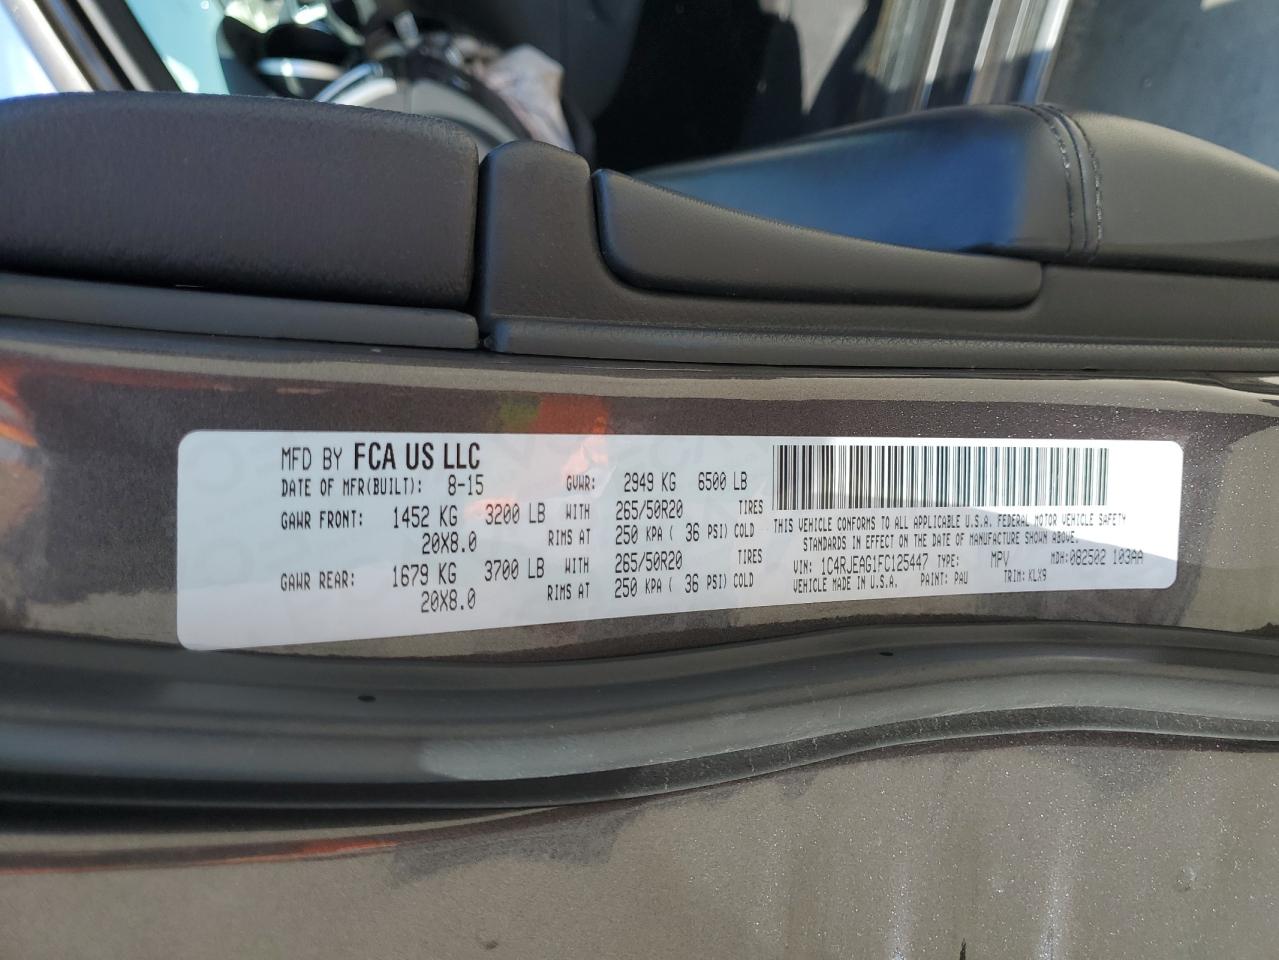 MFD BY FCA US LLC
DATE OF MFR(BUILT): 8-15 GVWR: 2949 KG 6500 LB
GAWR FRONT: 1452 KG 3200 LB WITH 265/50R20 TIRES
20X8.0 RIMS AT 250 KPA ( 36 PSI) COLD
GAWR REAR: 1679 KG 3700 LB WITH 265/50R20 TIRES
20X8.0 RIMS AT 250 KPA ( 36 PSI) COLD
THIS VEHICLE CONFORMS TO ALL APPLICABLE U.S.A. FEDERAL MOTOR VEHICLE SAFETY
STANDARDS IN EFFECT ON THE DATE OF MANUFACTURE SHOWN ABOVE.
VIN: 1C4RJEAG1FC125447 TYPE: MPV MDH: 082502 103AA
VEHICLE MADE IN U.S.A. PAINT: PAU TRIM: KLX9